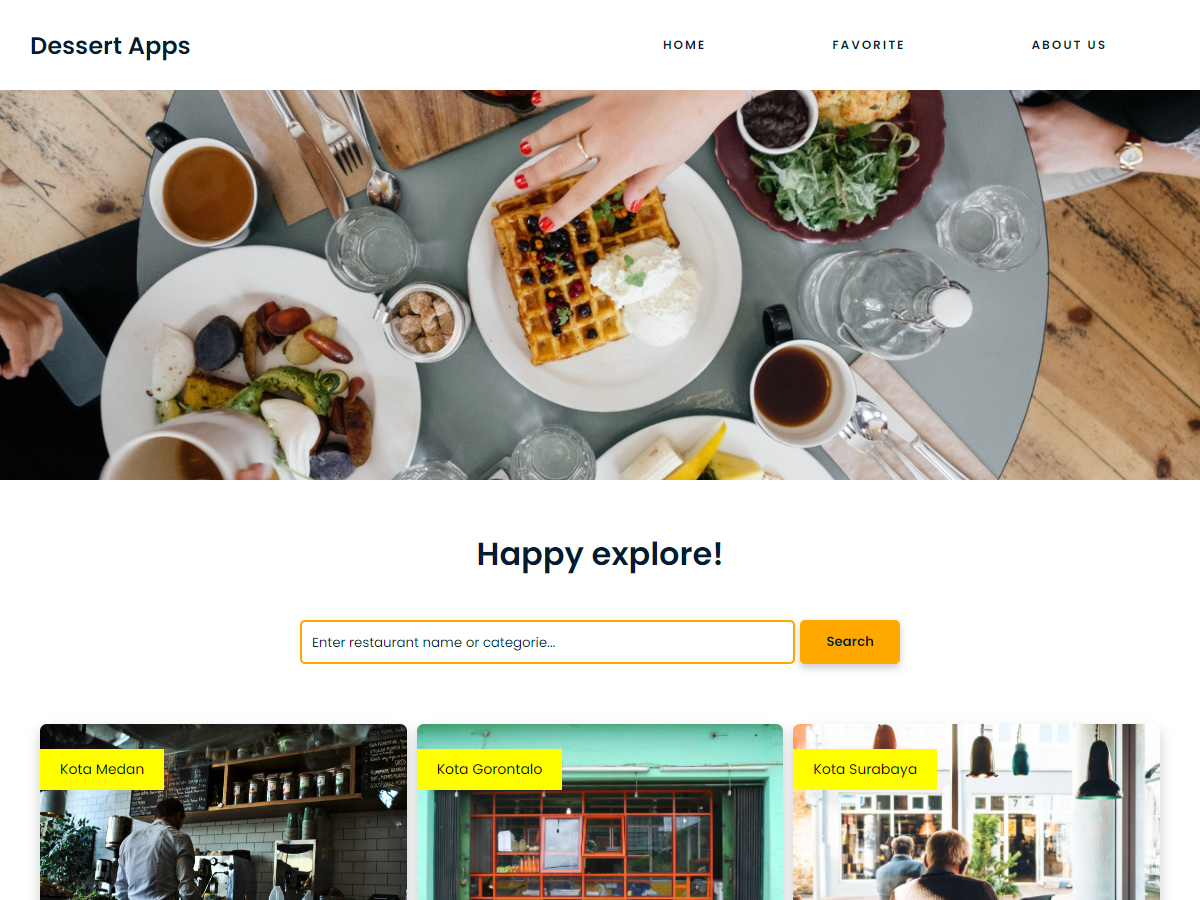 Dessert Apps
HOME
FAVORITE
ABOUT US
Happy explore!
Enter restaurant name or categorie...
Search
Kota Medan
Kota Gorontalo
Kota Surabaya